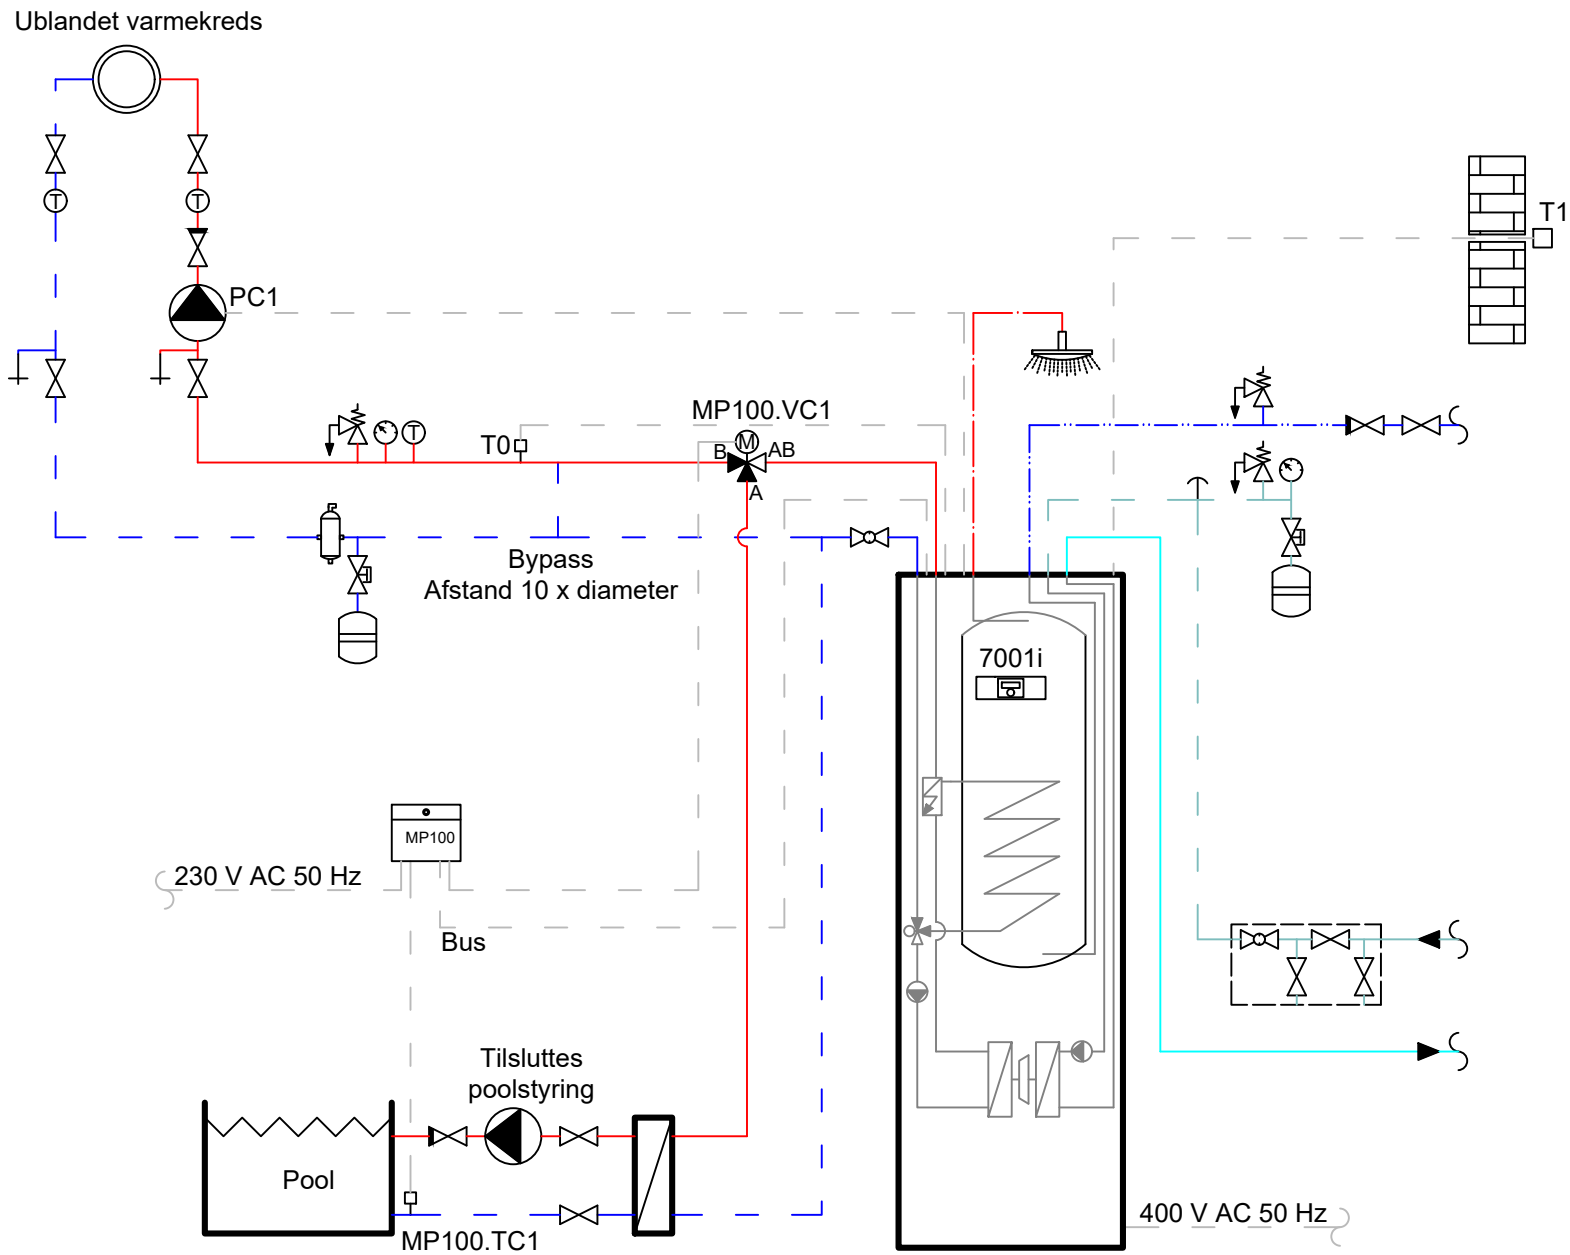 Ublandet varmekreds
T
T
T1
PC1
MP100.VC1
T
T0
M
B
AB
A
Bypass
Afstand 10 x diameter
7001i
MP100
230 V AC 50 Hz
Bus
Tilsluttes
poolstyring
Pool
MP100.TC1
400 V AC 50 Hz